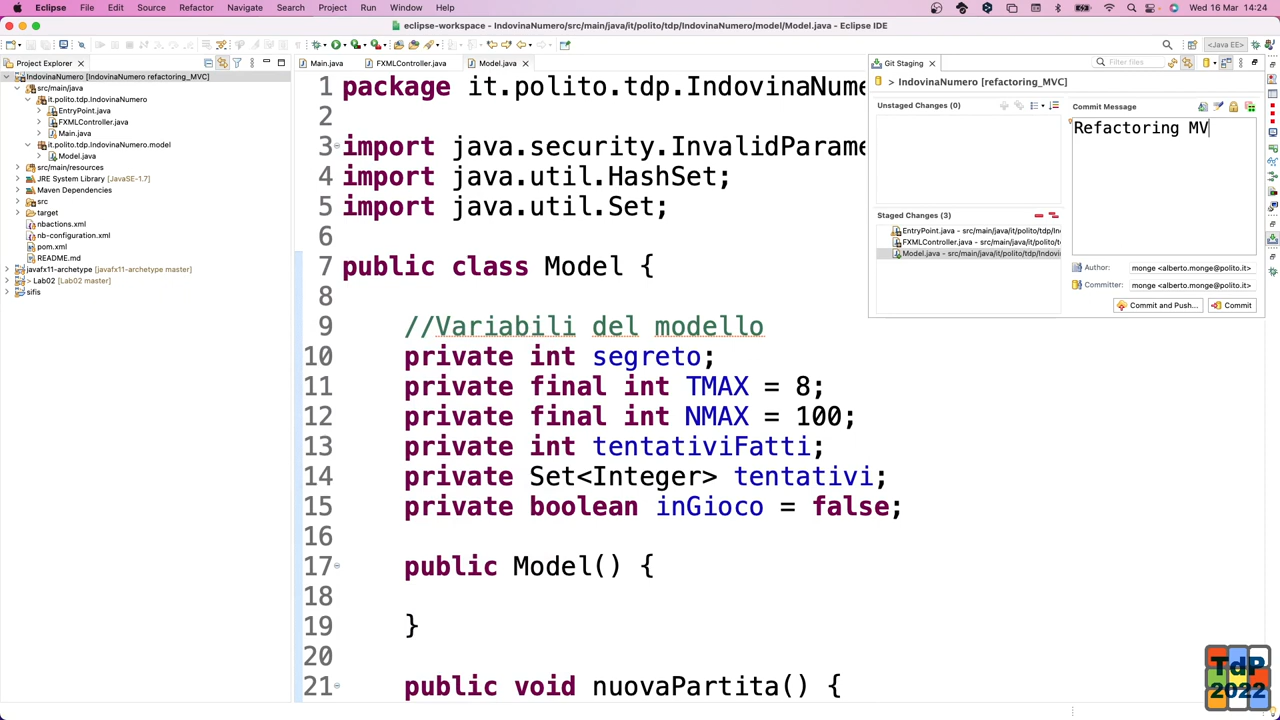 Eclipse File Edit Source Refactor Navigate Search Project Run Window Help
Wed 16 Mar 14:24
eclipse-workspace - IndovinaNumero/src/main/java/it/polito/tdp/IndovinaNumero/model/Model.java - Eclipse IDE
<Java EE>
Project Explorer
IndovinaNumero [IndovinaNumero refactoring_MVC]
src/main/java
it.polito.tdp.IndovinaNumero
EntryPoint.java
FXMLController.java
Main.java
it.polito.tdp.IndovinaNumero.model
Model.java
src/main/resources
JRE System Library [JavaSE-1.7]
Maven Dependencies
src
target
nbactions.xml
nb-configuration.xml
pom.xml
README.md
javafx11-archetype [javafx11-archetype master]
> Lab02 [Lab02 master]
sifis
Main.java FXMLController.java Model.java
1 package it.polito.tdp.IndovinaNume
2
3 import java.security.InvalidParame
4 import java.util.HashSet;
5 import java.util.Set;
6
7 public class Model {
8
9 //Variabili del modello
10 private int segreto;
11 private final int TMAX = 8;
12 private final int NMAX = 100;
13 private int tentativiFatti;
14 private Set<Integer> tentativi;
15 private boolean inGioco = false;
16
17 public Model() {
18
19 }
20
21 public void nuovaPartita() {
Git Staging
Filter files
> IndovinaNumero [refactoring_MVC]
Unstaged Changes (0)
Staged Changes (3)
EntryPoint.java - src/main/java/it/polito/tdp/In
FXMLController.java - src/main/java/it/polito/t
Model.java - src/main/java/it/polito/tdp/Indovi
Commit Message
Refactoring MV
Author: monge <alberto.monge@polito.it>
Committer: monge <alberto.monge@polito.it>
Commit and Push... Commit
TdP
2022